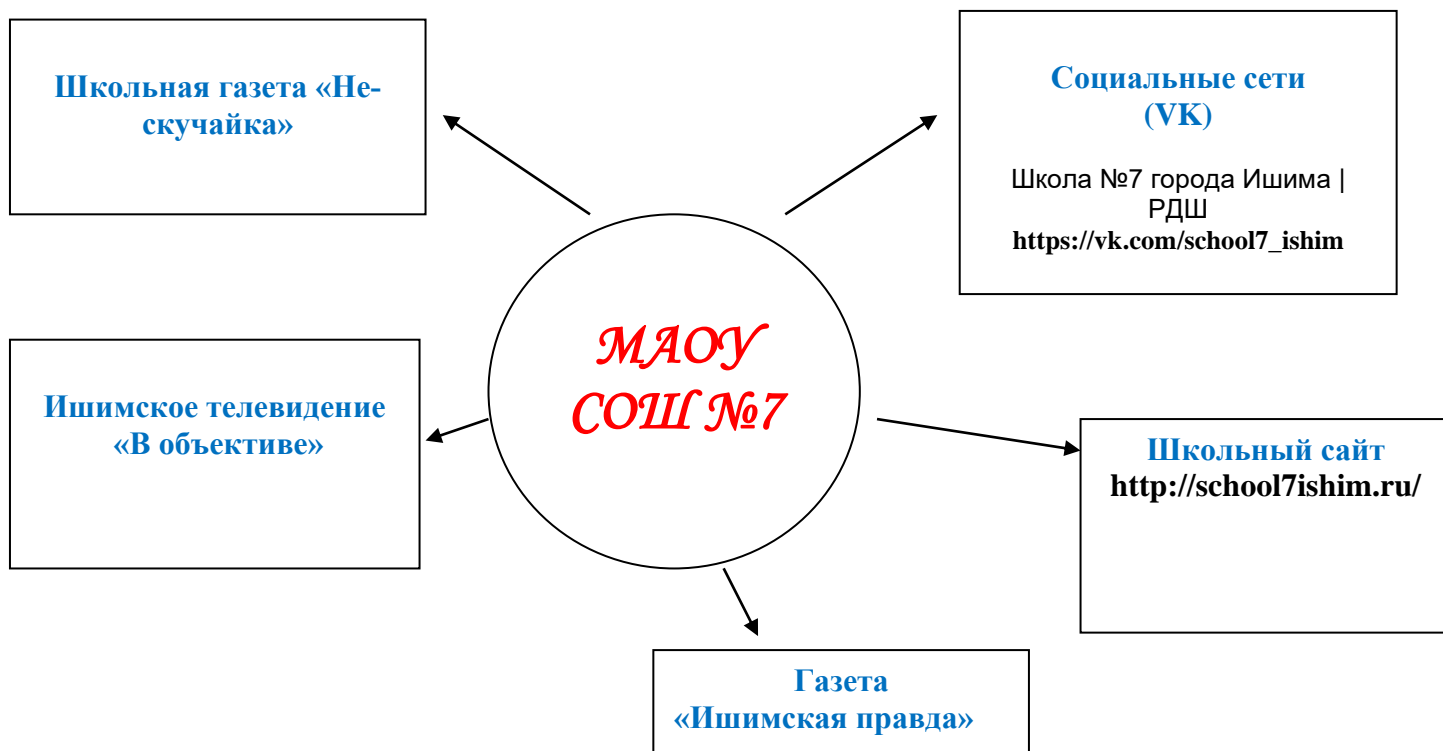 Школьная газета «Не-
скучайка»
Социальные сети
(VK)
Школа №7 города Ишима |
РДШ
https://vk.com/school7_ishim
МАОУ
СОШ №7
Ишимское телевидение
«В объективе»
Школьный сайт
http://school7ishim.ru/
Газета
«Ишимская правда»